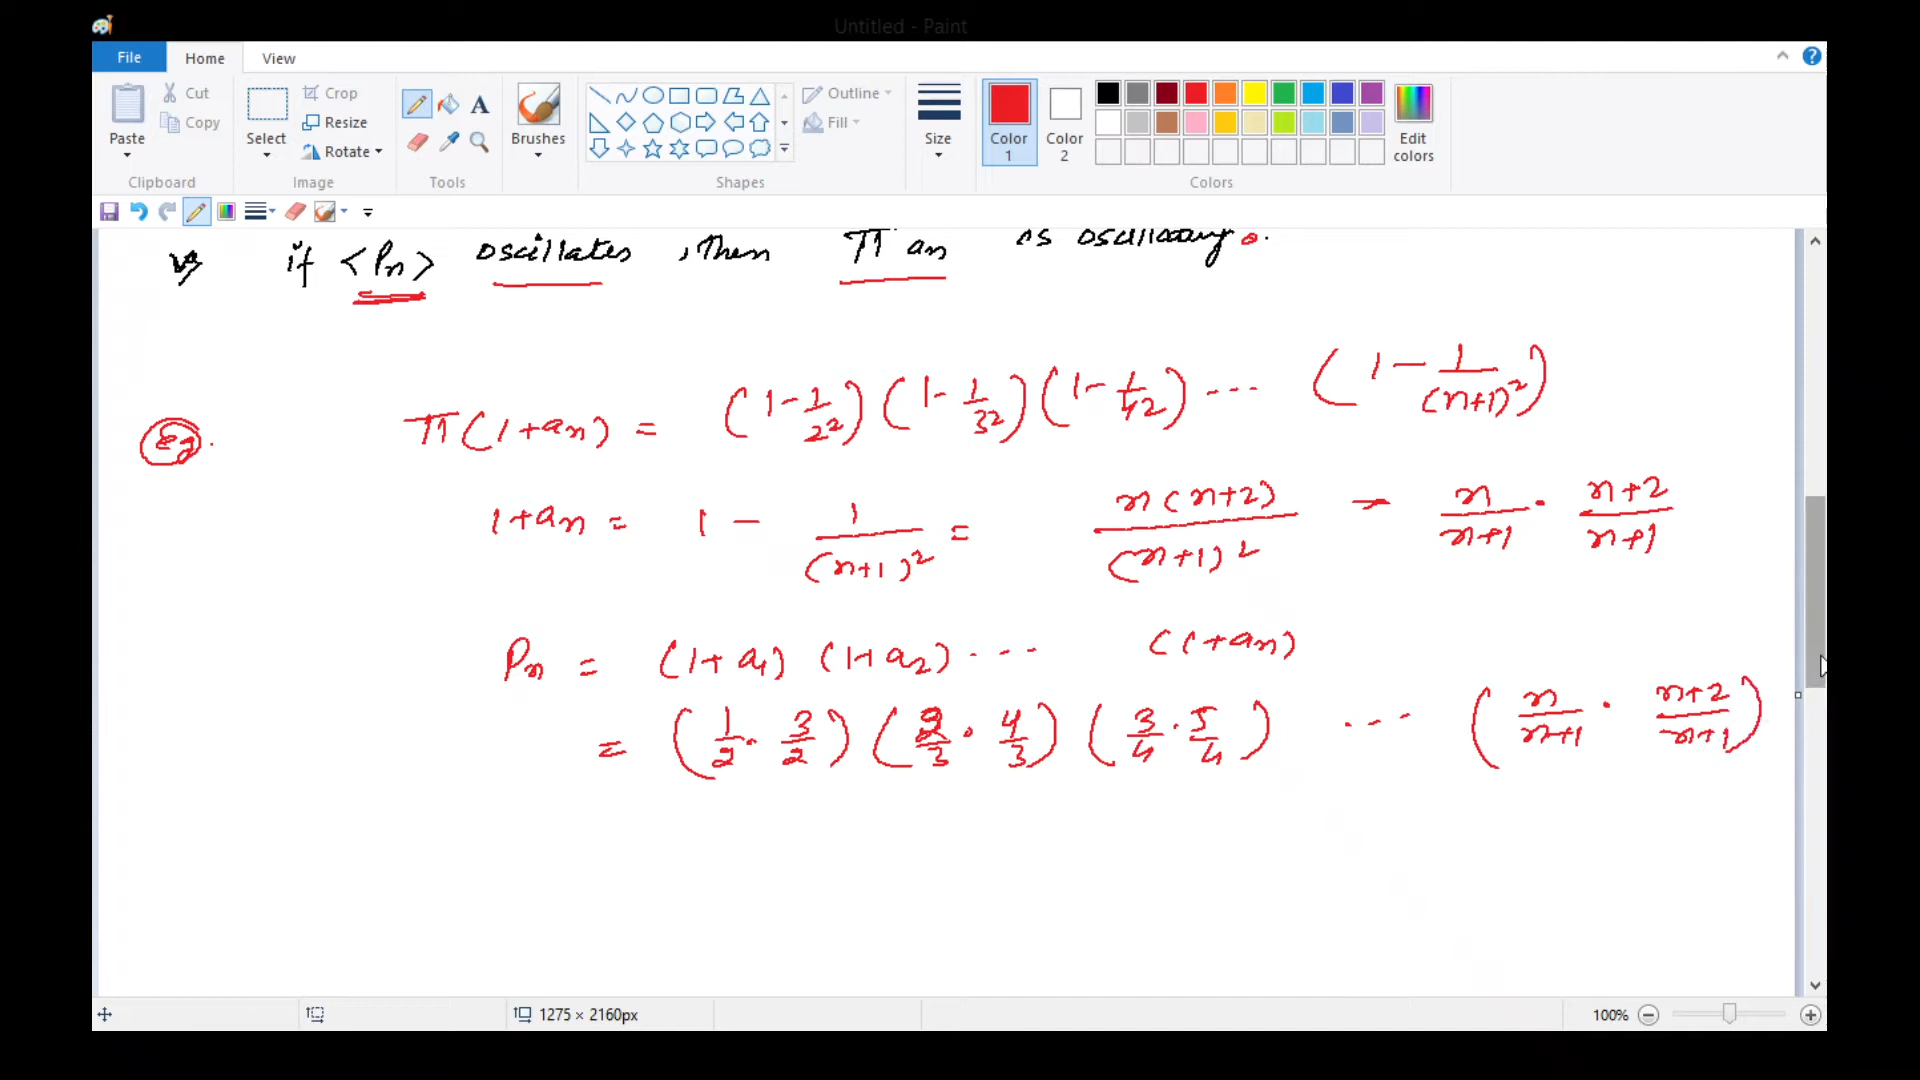 Untitled - Paint
File Home View
Paste Cut Copy Clipboard
Select Crop Resize Rotate Image
Tools
Brushes
Outline Fill Shapes
Size
Color 1 Color 2 Edit colors Colors
v) if <Pn> oscillates, then π an is oscillatory.
Eg. π(1+an) = (1 - 1/2²)(1 - 1/3²)(1 - 1/42) ... (1 - 1/(n+1)²)
1+an = 1 - 1/(n+1)² = n(n+2)/(n+1)² - n/n+1 · n+2/n+1
Pn = (1+a1) (1+a2) ... (1+an)
= (1/2 · 3/2) (2/3 · 4/3) (3/4 · 5/4) ... (n/n+1 · n+2/n+1)
1275 × 2160px 100%